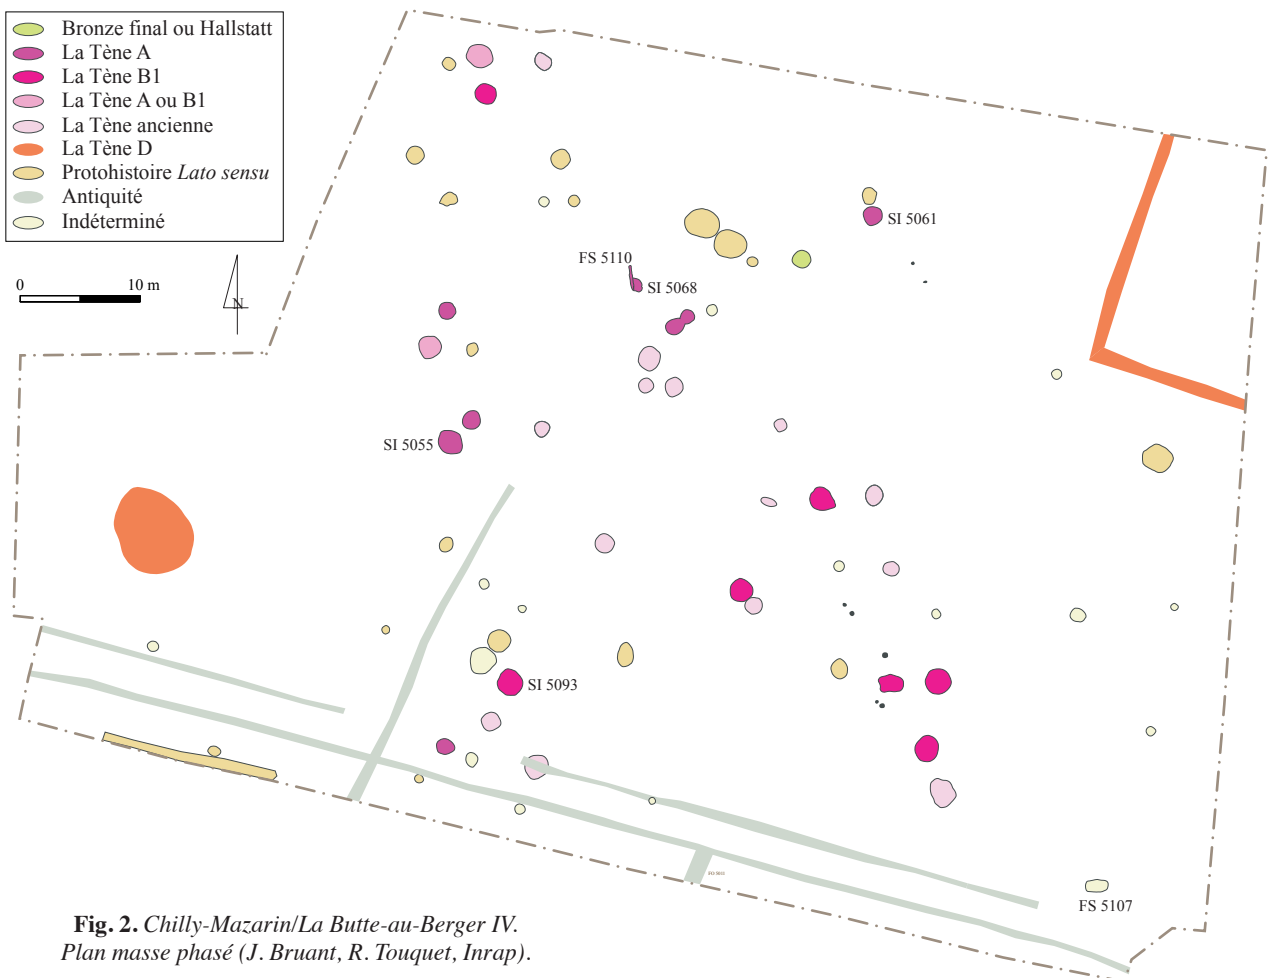 Bronze final ou Hallstatt
La Tène A
La Tène B1
La Tène A ou B1
La Tène ancienne
La Tène D
Protohistoire Lato sensu
Antiquité
Indéterminé
0 10 m
N
SI 5061
FS 5110
SI 5068
SI 5055
SI 5093
FS 5107
Fig. 2. Chilly-Mazarin/La Butte-au-Berger IV.
Plan masse phasé (J. Bruant, R. Touquet, Inrap).